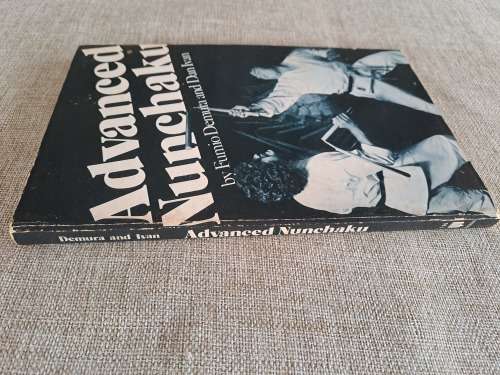 Advanced
Nunchaku
by Fumio Demura and Dan Ivan
Demura and Ivan
Advanced Nunchaku